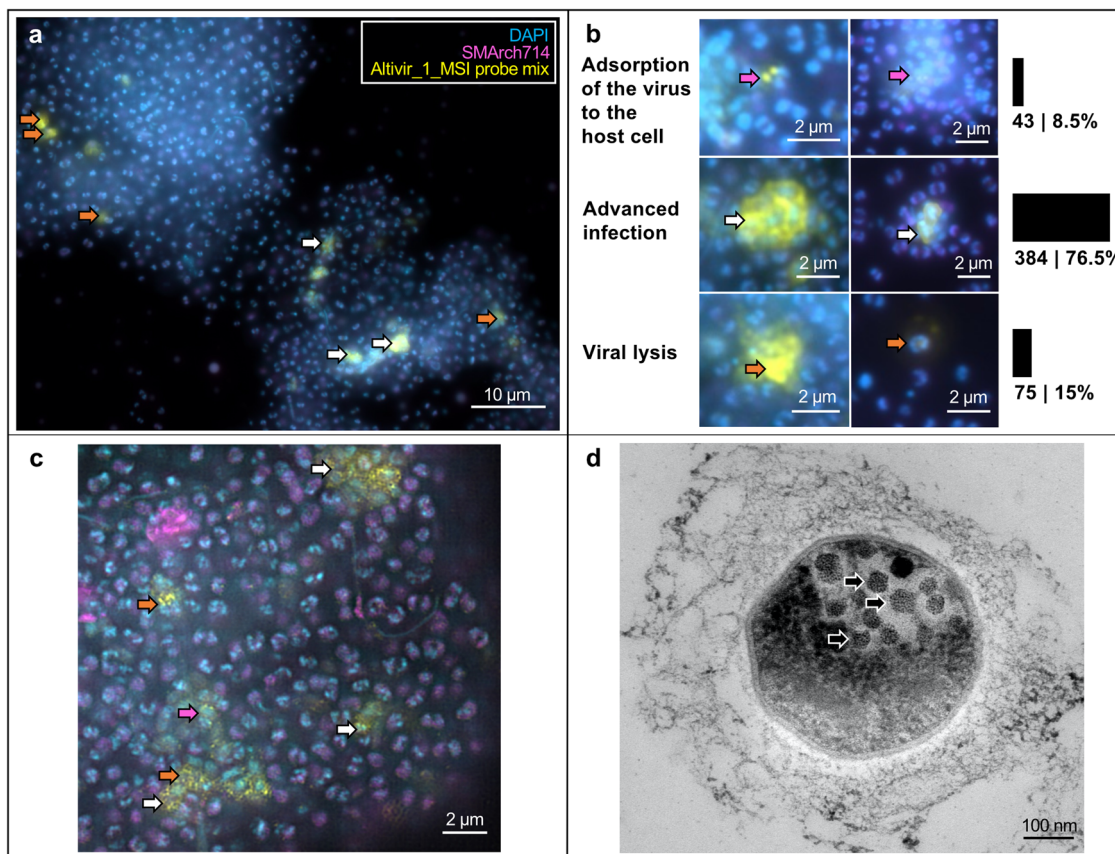 a
DAPI
SMArch714
Altivir_1_MSI probe mix
10 µm
b
Adsorption
of the virus
to the
host cell
2 µm
2 µm
43 | 8.5%
Advanced
infection
2 µm
2 µm
384 | 76.5%
Viral lysis
2 µm
2 µm
75 | 15%
c
2 µm
d
100 nm